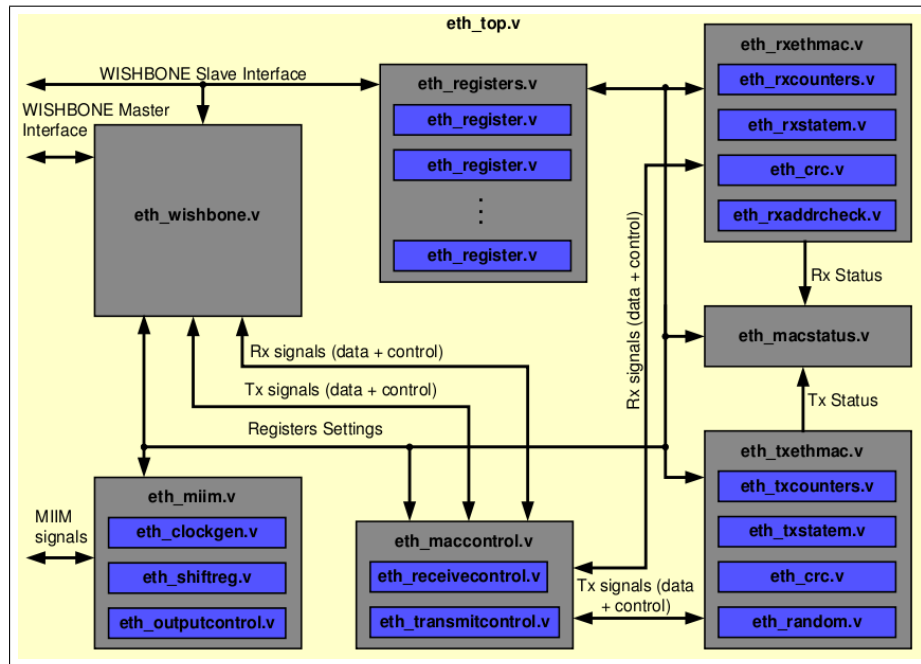 eth_top.v
WISHBONE Slave Interface
WISHBONE Master
Interface
eth_wishbone.v
eth_registers.v
eth_register.v
eth_register.v
eth_register.v
eth_rxethmac.v
eth_rxcounters.v
eth_rxstatem.v
eth_crc.v
eth_rxaddrcheck.v
Rx Status
eth_macstatus.v
Tx Status
Rx signals (data + control)
Rx signals (data + control)
Tx signals (data + control)
Registers Settings
eth_miim.v
eth_clockgen.v
eth_shiftreg.v
eth_outputcontrol.v
MIIM
signals
eth_maccontrol.v
eth_receivecontrol.v
eth_transmitcontrol.v
Tx signals (data
+ control)
eth_txethmac.v
eth_txcounters.v
eth_txstatem.v
eth_crc.v
eth_random.v